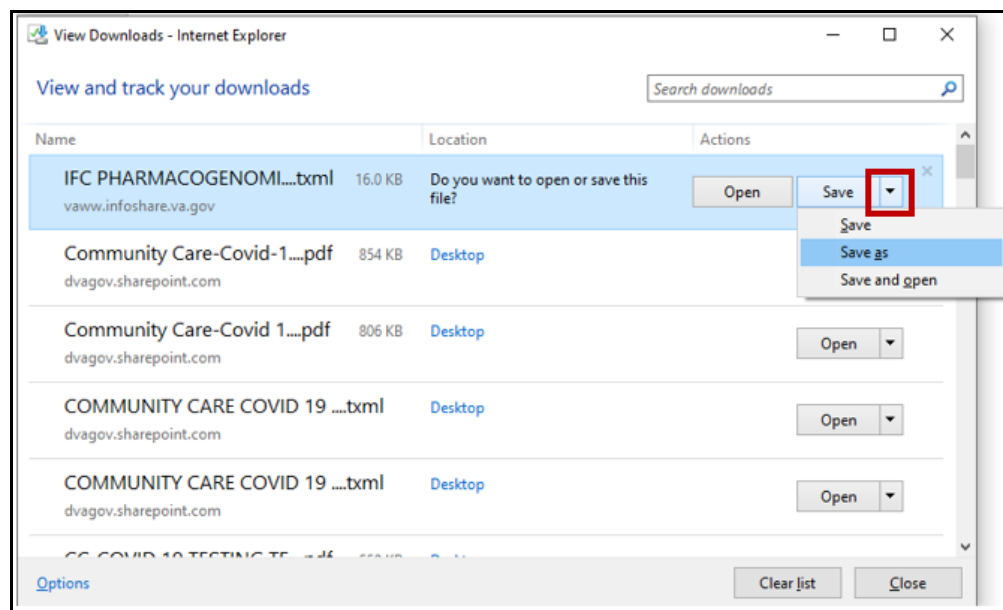 View Downloads - Internet Explorer
View and track your downloads
Search downloads
Name Location Actions
IFC PHARMACOGENOMI....txml 16.0 KB Do you want to open or save this file? Open Save
vaww.infoshare.va.gov
Save
Save as
Save and open
Community Care-Covid-1....pdf 854 KB Desktop
dvagov.sharepoint.com
Community Care-Covid 1....pdf 806 KB Desktop Open
dvagov.sharepoint.com
COMMUNITY CARE COVID 19 ....txml Desktop Open
dvagov.sharepoint.com
COMMUNITY CARE COVID 19 ....txml Desktop Open
dvagov.sharepoint.com
Options Clear list Close